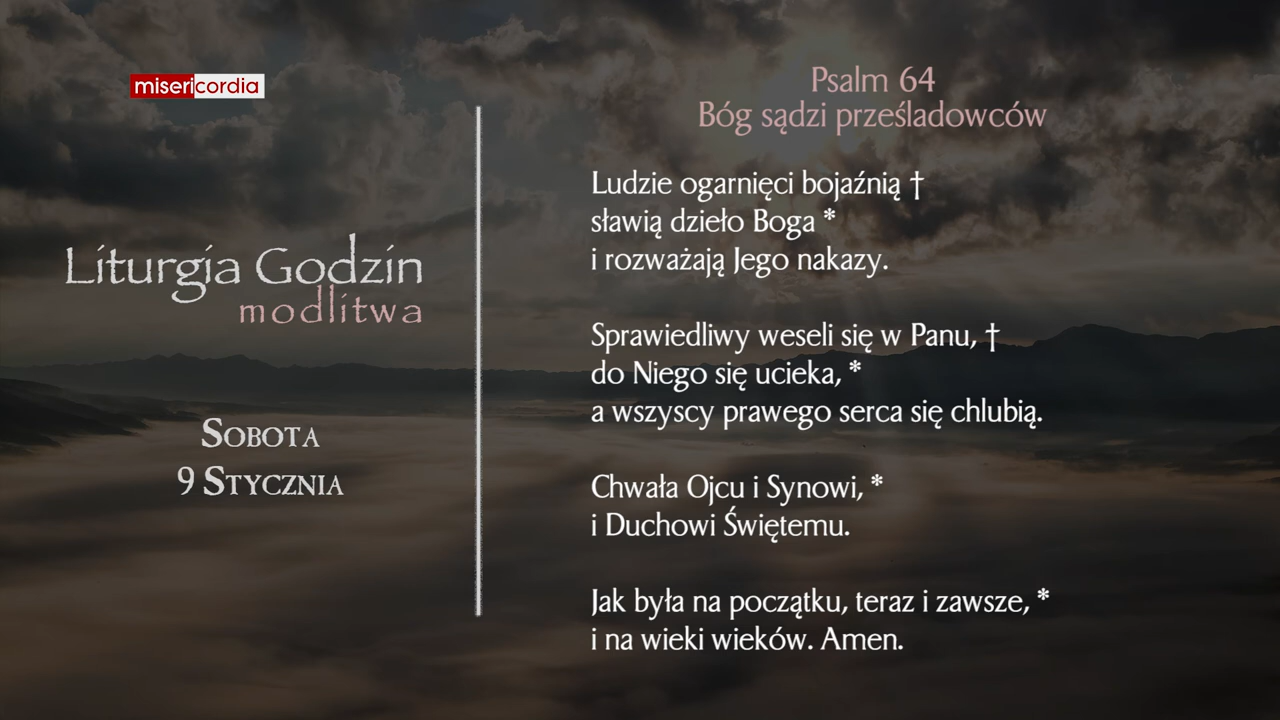 misericordia
Liturgia Godzin
modlitwa
Sobota
9 Stycznia
Psalm 64
Bóg sądzi prześladowców
Ludzie ogarnięci bojaźnią †
sławią dzieło Boga *
i rozważają Jego nakazy.
Sprawiedliwy weseli się w Panu, †
do Niego się ucieka, *
a wszyscy prawego serca się chlubią.
Chwała Ojcu i Synowi, *
i Duchowi Świętemu.
Jak była na początku, teraz i zawsze, *
i na wieki wieków. Amen.